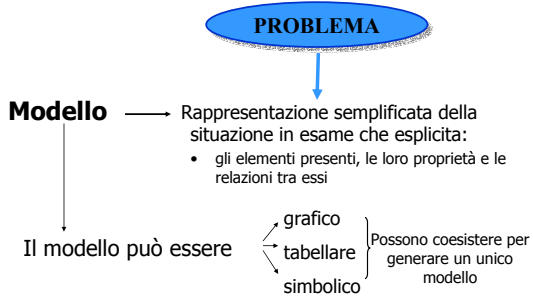 PROBLEMA
Modello
Rappresentazione semplificata della
situazione in esame che esplicita:
• gli elementi presenti, le loro proprietà e le
relazioni tra essi
Il modello può essere
grafico
tabellare
simbolico
Possono coesistere per
generare un unico
modello